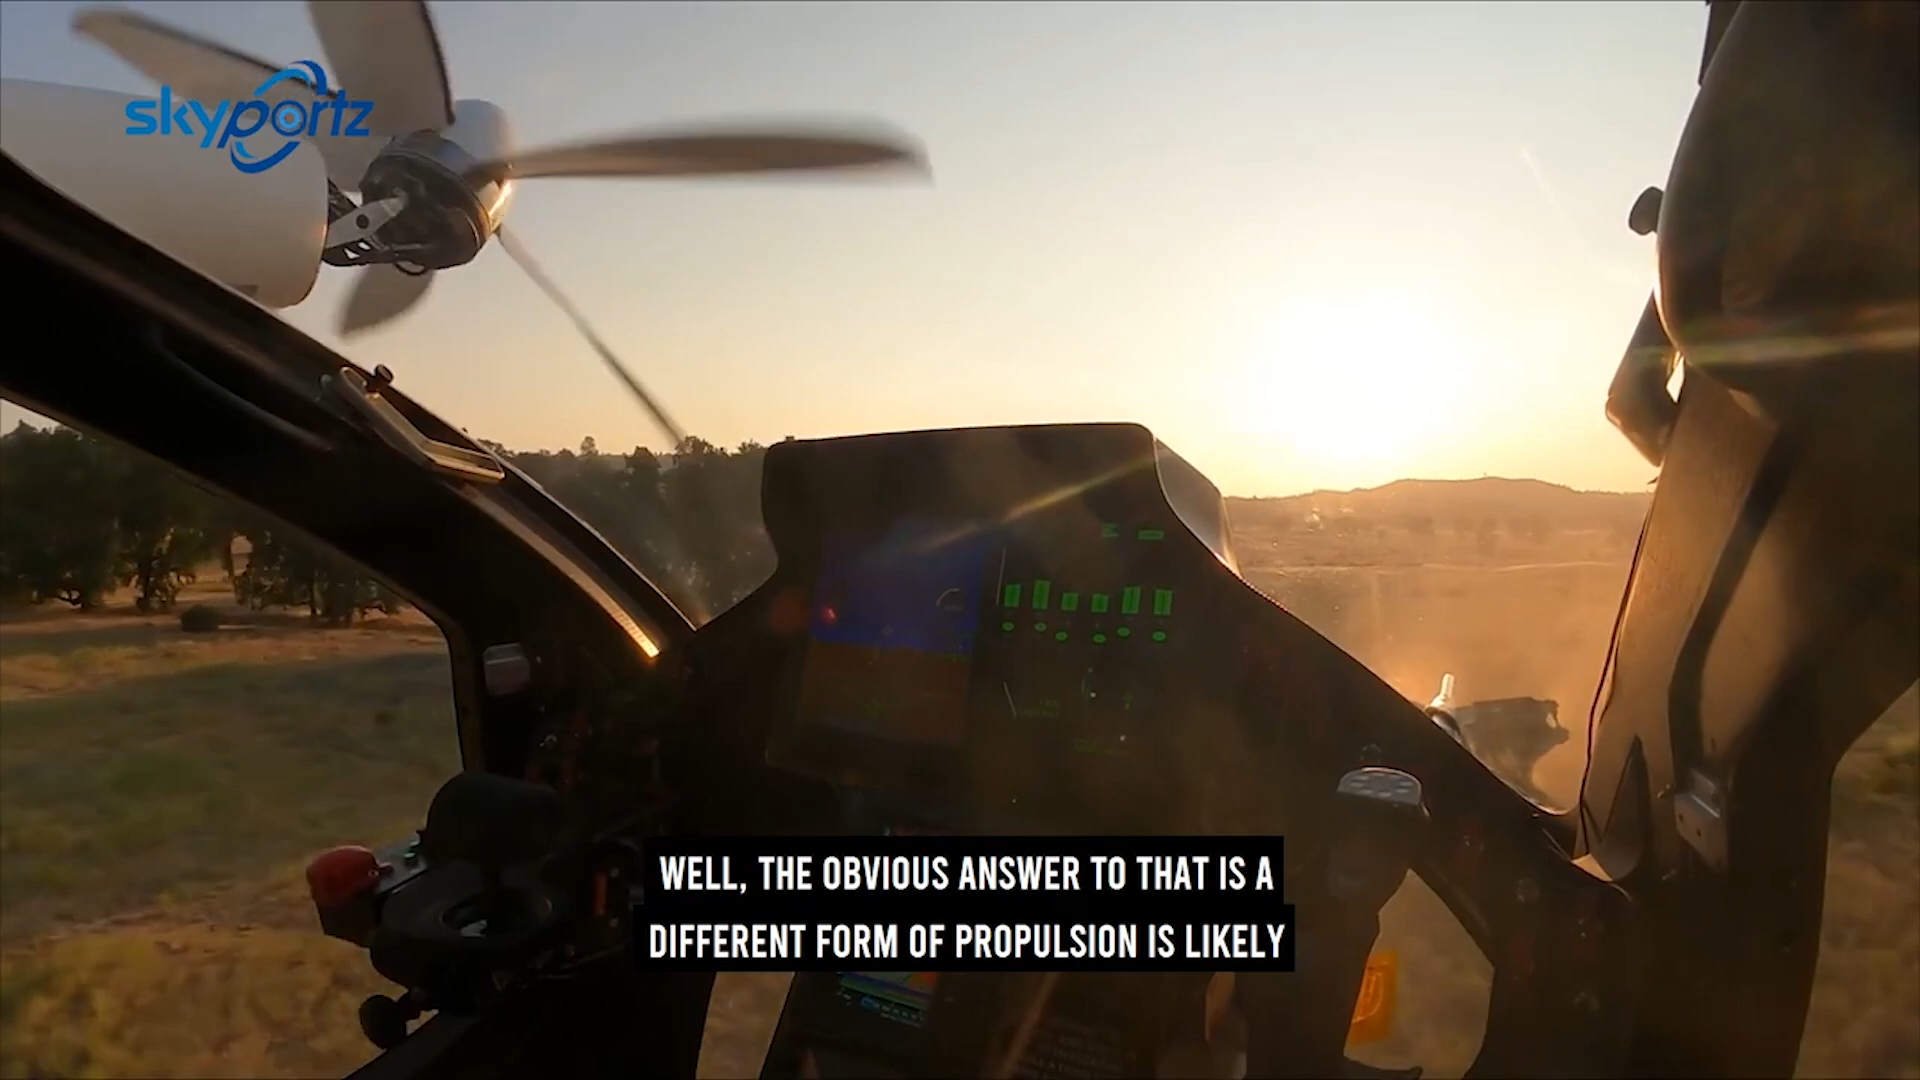 skyportz
WELL, THE OBVIOUS ANSWER TO THAT IS A
DIFFERENT FORM OF PROPULSION IS LIKELY